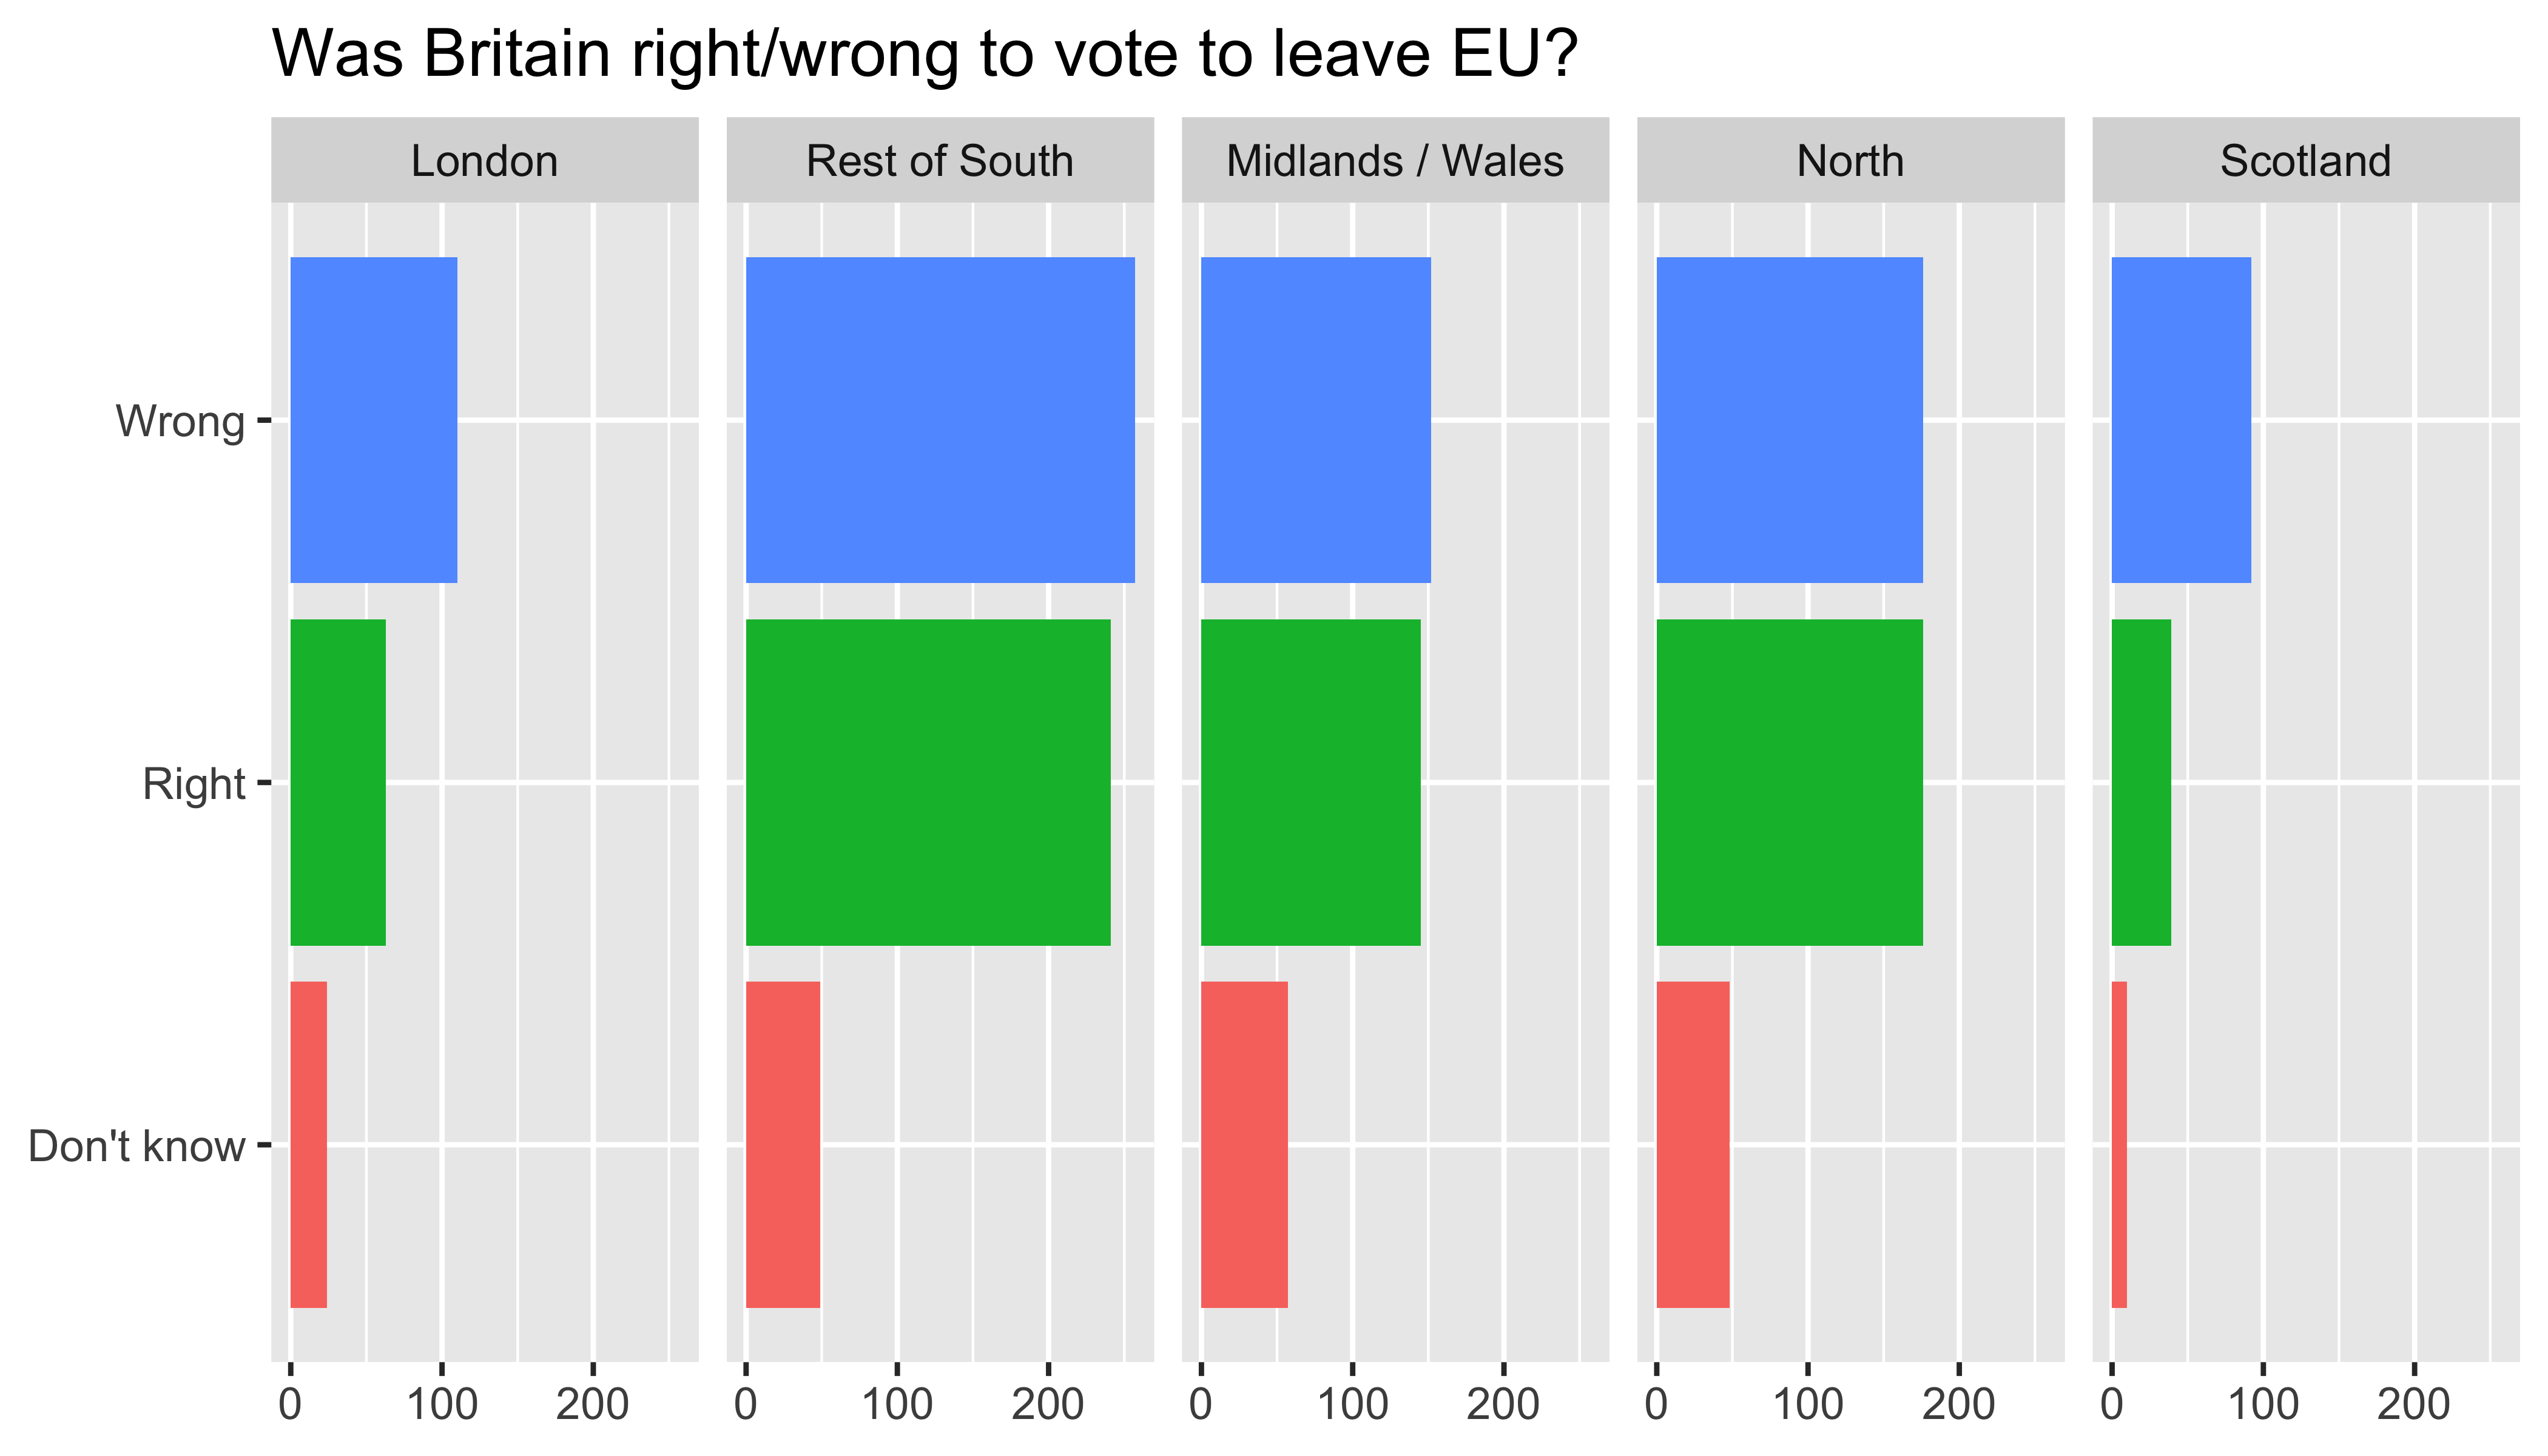 Was Britain right/wrong to vote to leave EU?
London Rest of South Midlands / Wales North Scotland
Wrong
Right
Don't know
0 100 200 0 100 200 0 100 200 0 100 200 0 100 200